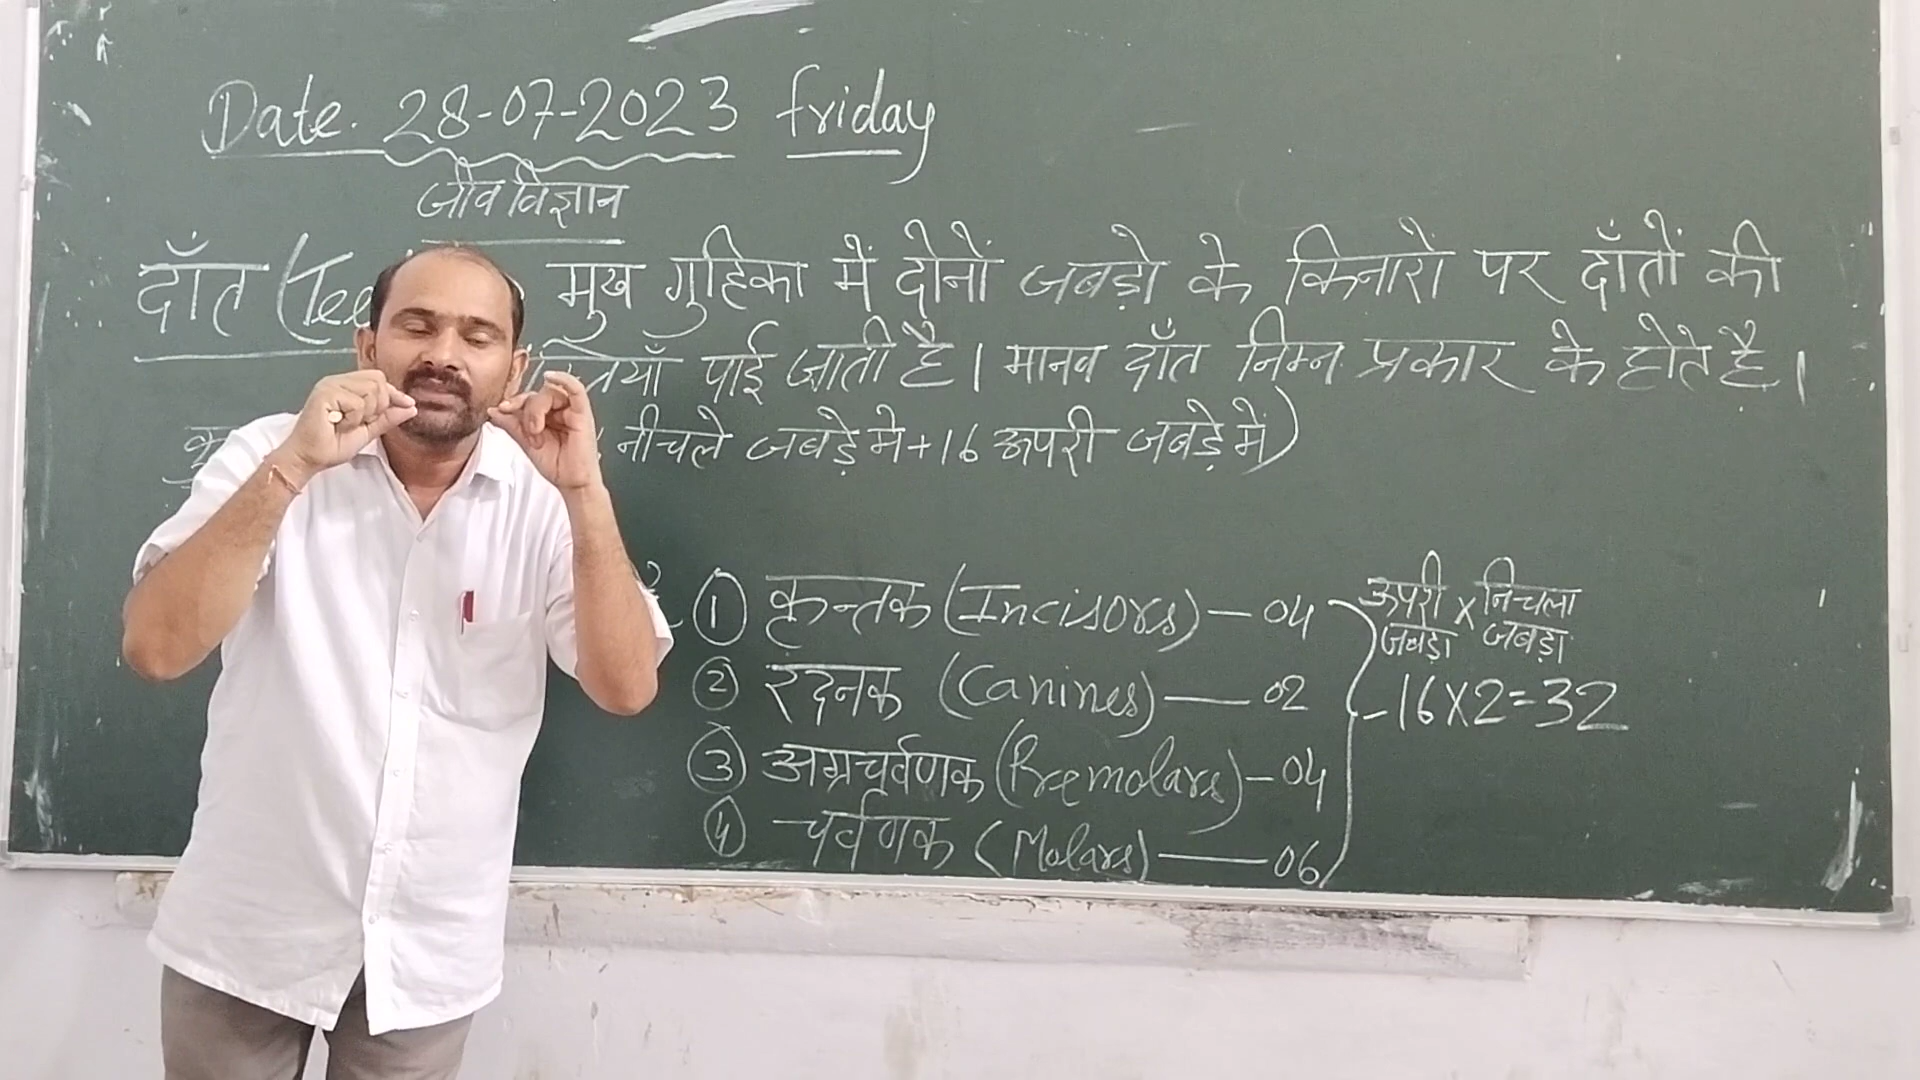 Date. 28-07-2023 friday
जीव विज्ञान
दाँत मुख गुहिका में दोनों जबड़ो के किनारों पर दाँतों की
पाई जाती है। मानव दाँत निम्न प्रकार के होते है।
नीचले जबड़े मे + 16 ऊपरी जबड़े में)
① कृन्तक (Incisors) — 04
② रदनक (Canines) — 02
③ अग्रचर्वणक (Premolars) — 04
④ चर्वणक (Molars) — 06
ऊपरी x निचला
जबड़ा जबड़ा
- 16 X 2 = 32